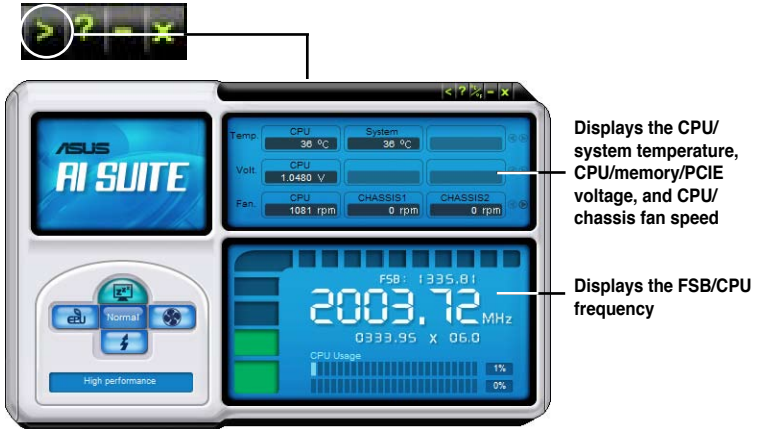 > ? - x
< ? °C/°F - x
ASUS
AI SUITE
Temp. CPU System
36 °C 36 °C
Volt. CPU
1.0480 V
Fan. CPU CHASSIS1 CHASSIS2
1081 rpm 0 rpm 0 rpm
Displays the CPU/
system temperature,
CPU/memory/PCIE
voltage, and CPU/
chassis fan speed
FSB: 1335.81
2003.72 MHz
0333.95 x 06.0
CPU Usage
1%
0%
Displays the FSB/CPU
frequency
zzz
epu Normal
High performance